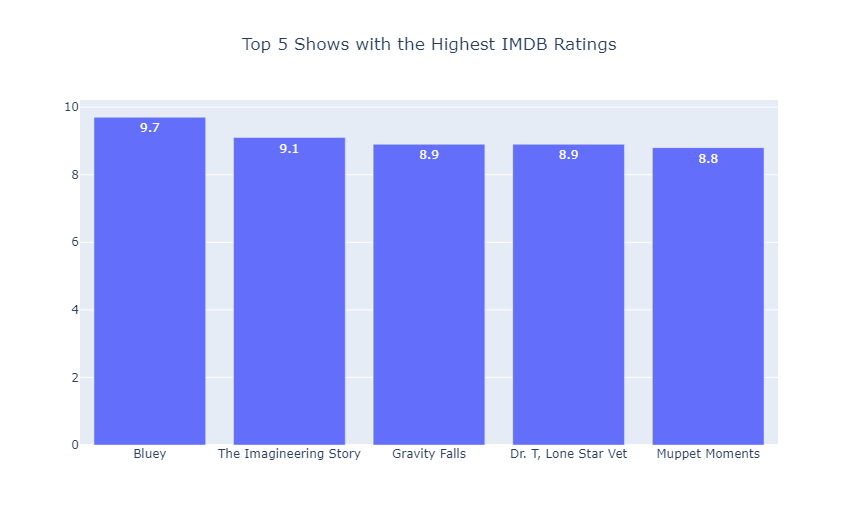 Top 5 Shows with the Highest IMDB Ratings
10
8
6
4
2
0
9.7
9.1
8.9
8.9
8.8
Bluey
The Imagineering Story
Gravity Falls
Dr. T, Lone Star Vet
Muppet Moments